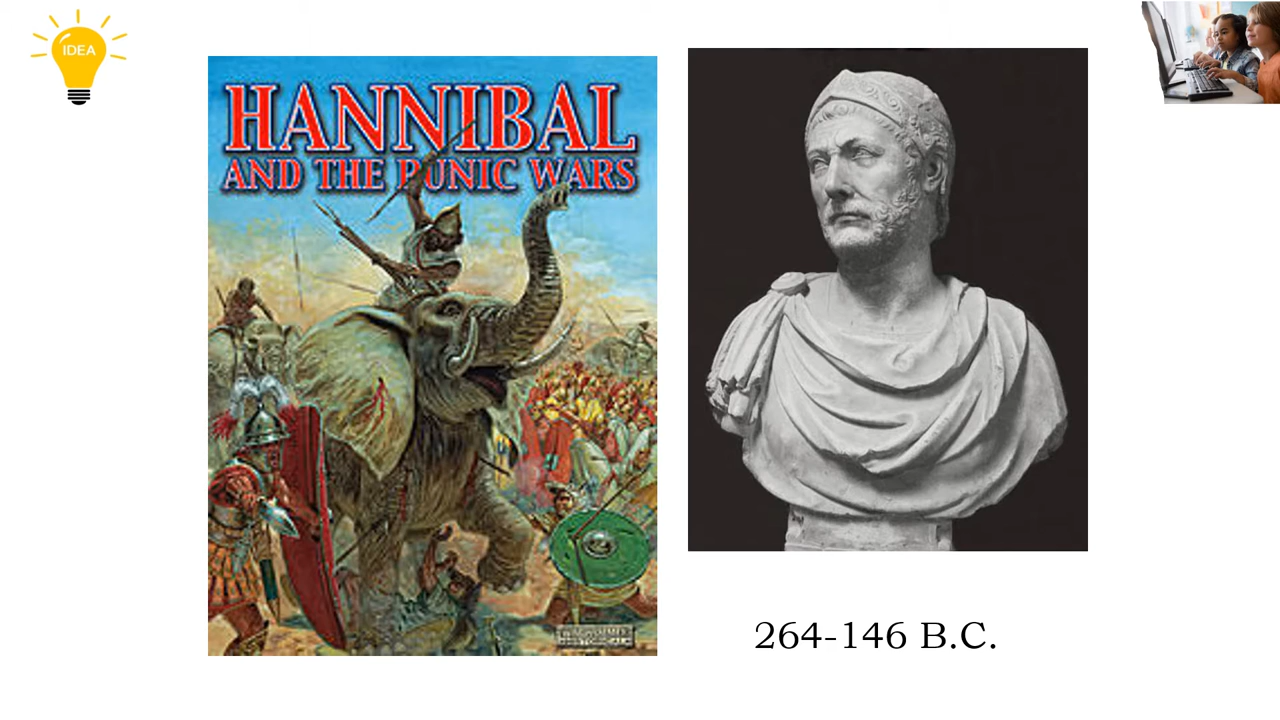 IDEA
HANNIBAL
AND THE PUNIC WARS
264-146 B.C.